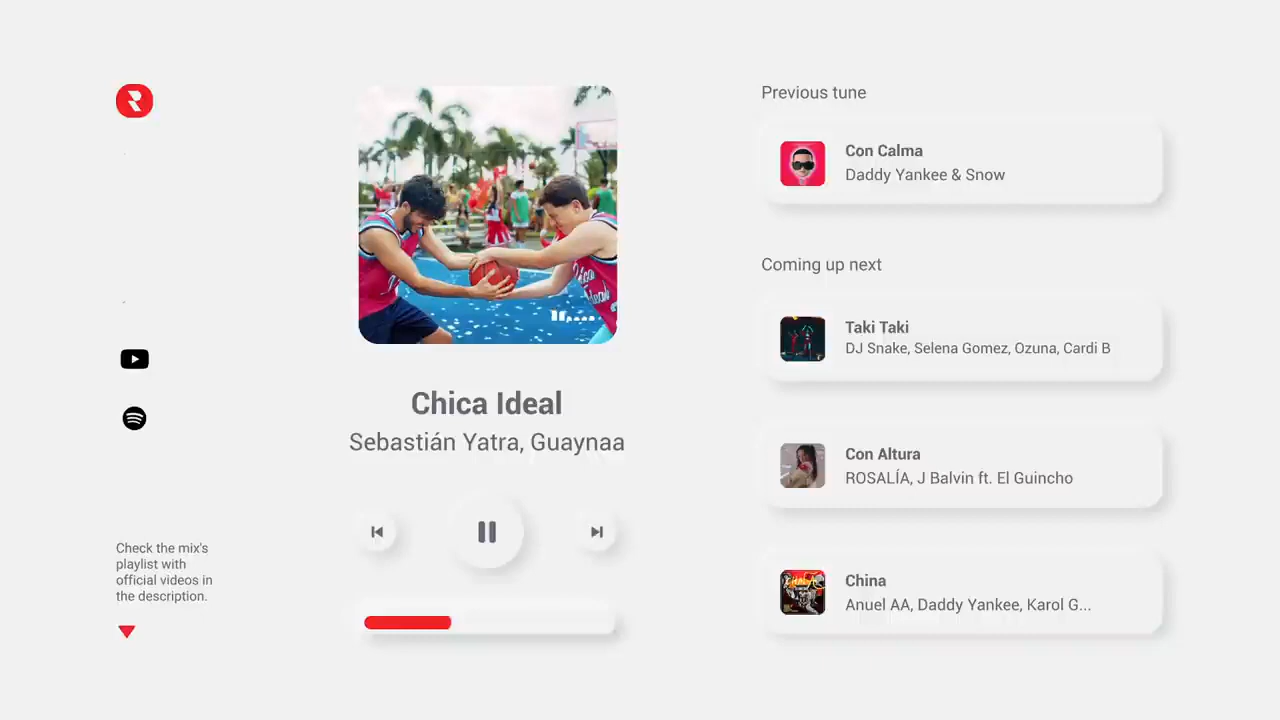 Previous tune
Con Calma
Daddy Yankee & Snow
Coming up next
Taki Taki
DJ Snake, Selena Gomez, Ozuna, Cardi B
Chica Ideal
Sebastián Yatra, Guaynaa
Con Altura
ROSALÍA, J Balvin ft. El Guincho
Check the mix's
playlist with
official videos in
the description.
China
Anuel AA, Daddy Yankee, Karol G...